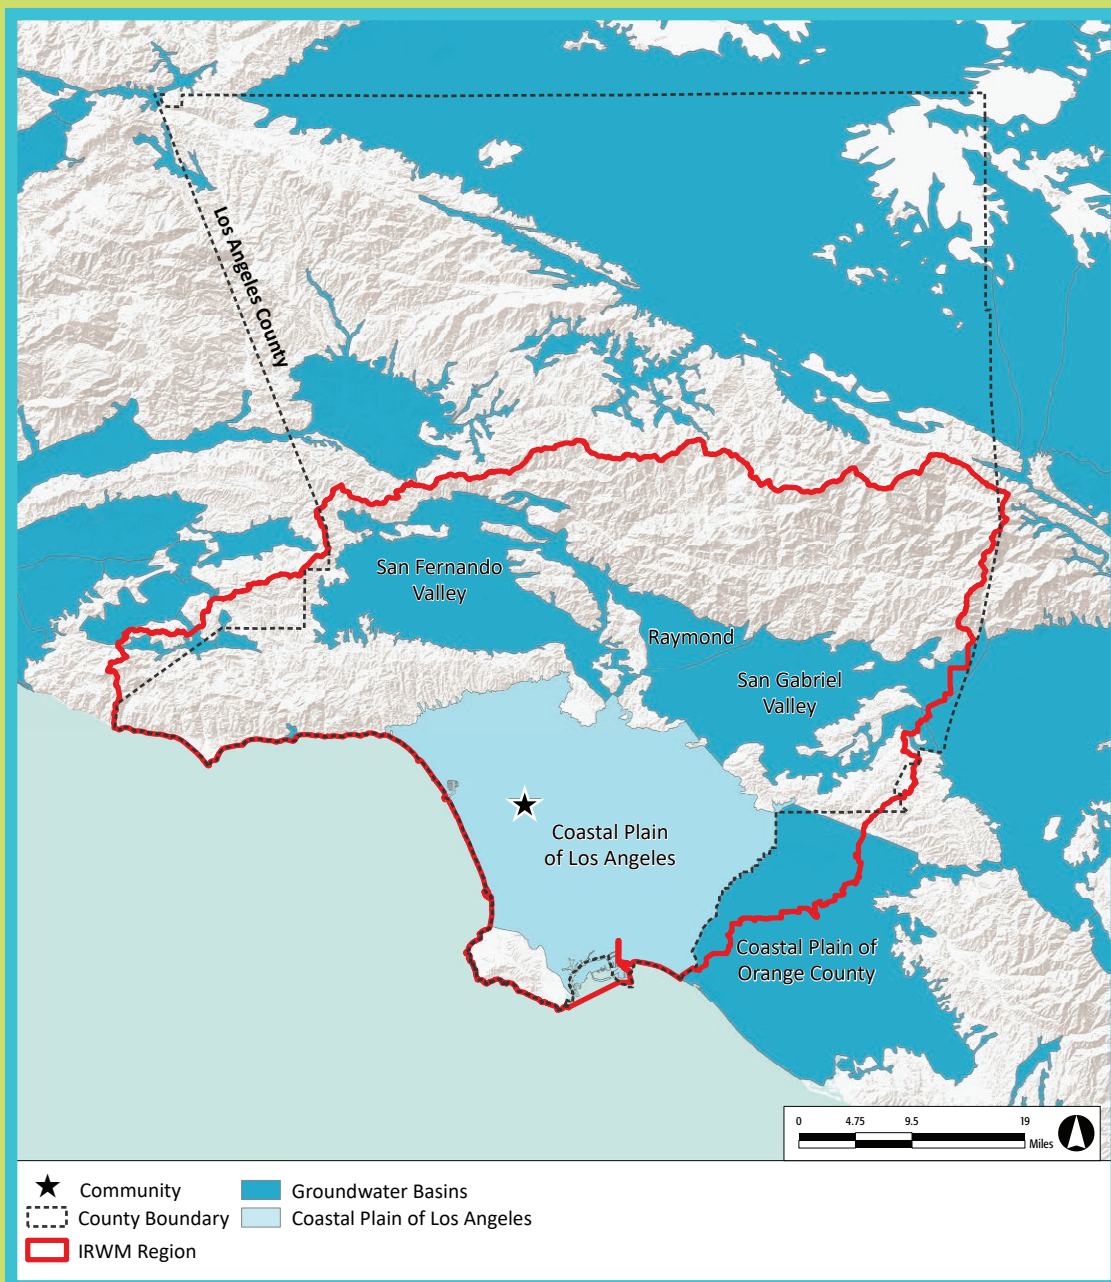 Los Angeles County
San Fernando
Valley
Raymond
San Gabriel
Valley
Coastal Plain
of Los Angeles
Coastal Plain of
Orange County
0 4.75 9.5 19
Miles
Community
Groundwater Basins
County Boundary
Coastal Plain of Los Angeles
IRWM Region